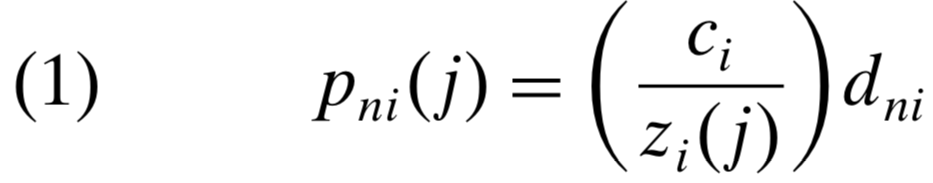 (1) p_{ni}(j) = \left( \frac{c_i}{z_i(j)} \right) d_{ni}